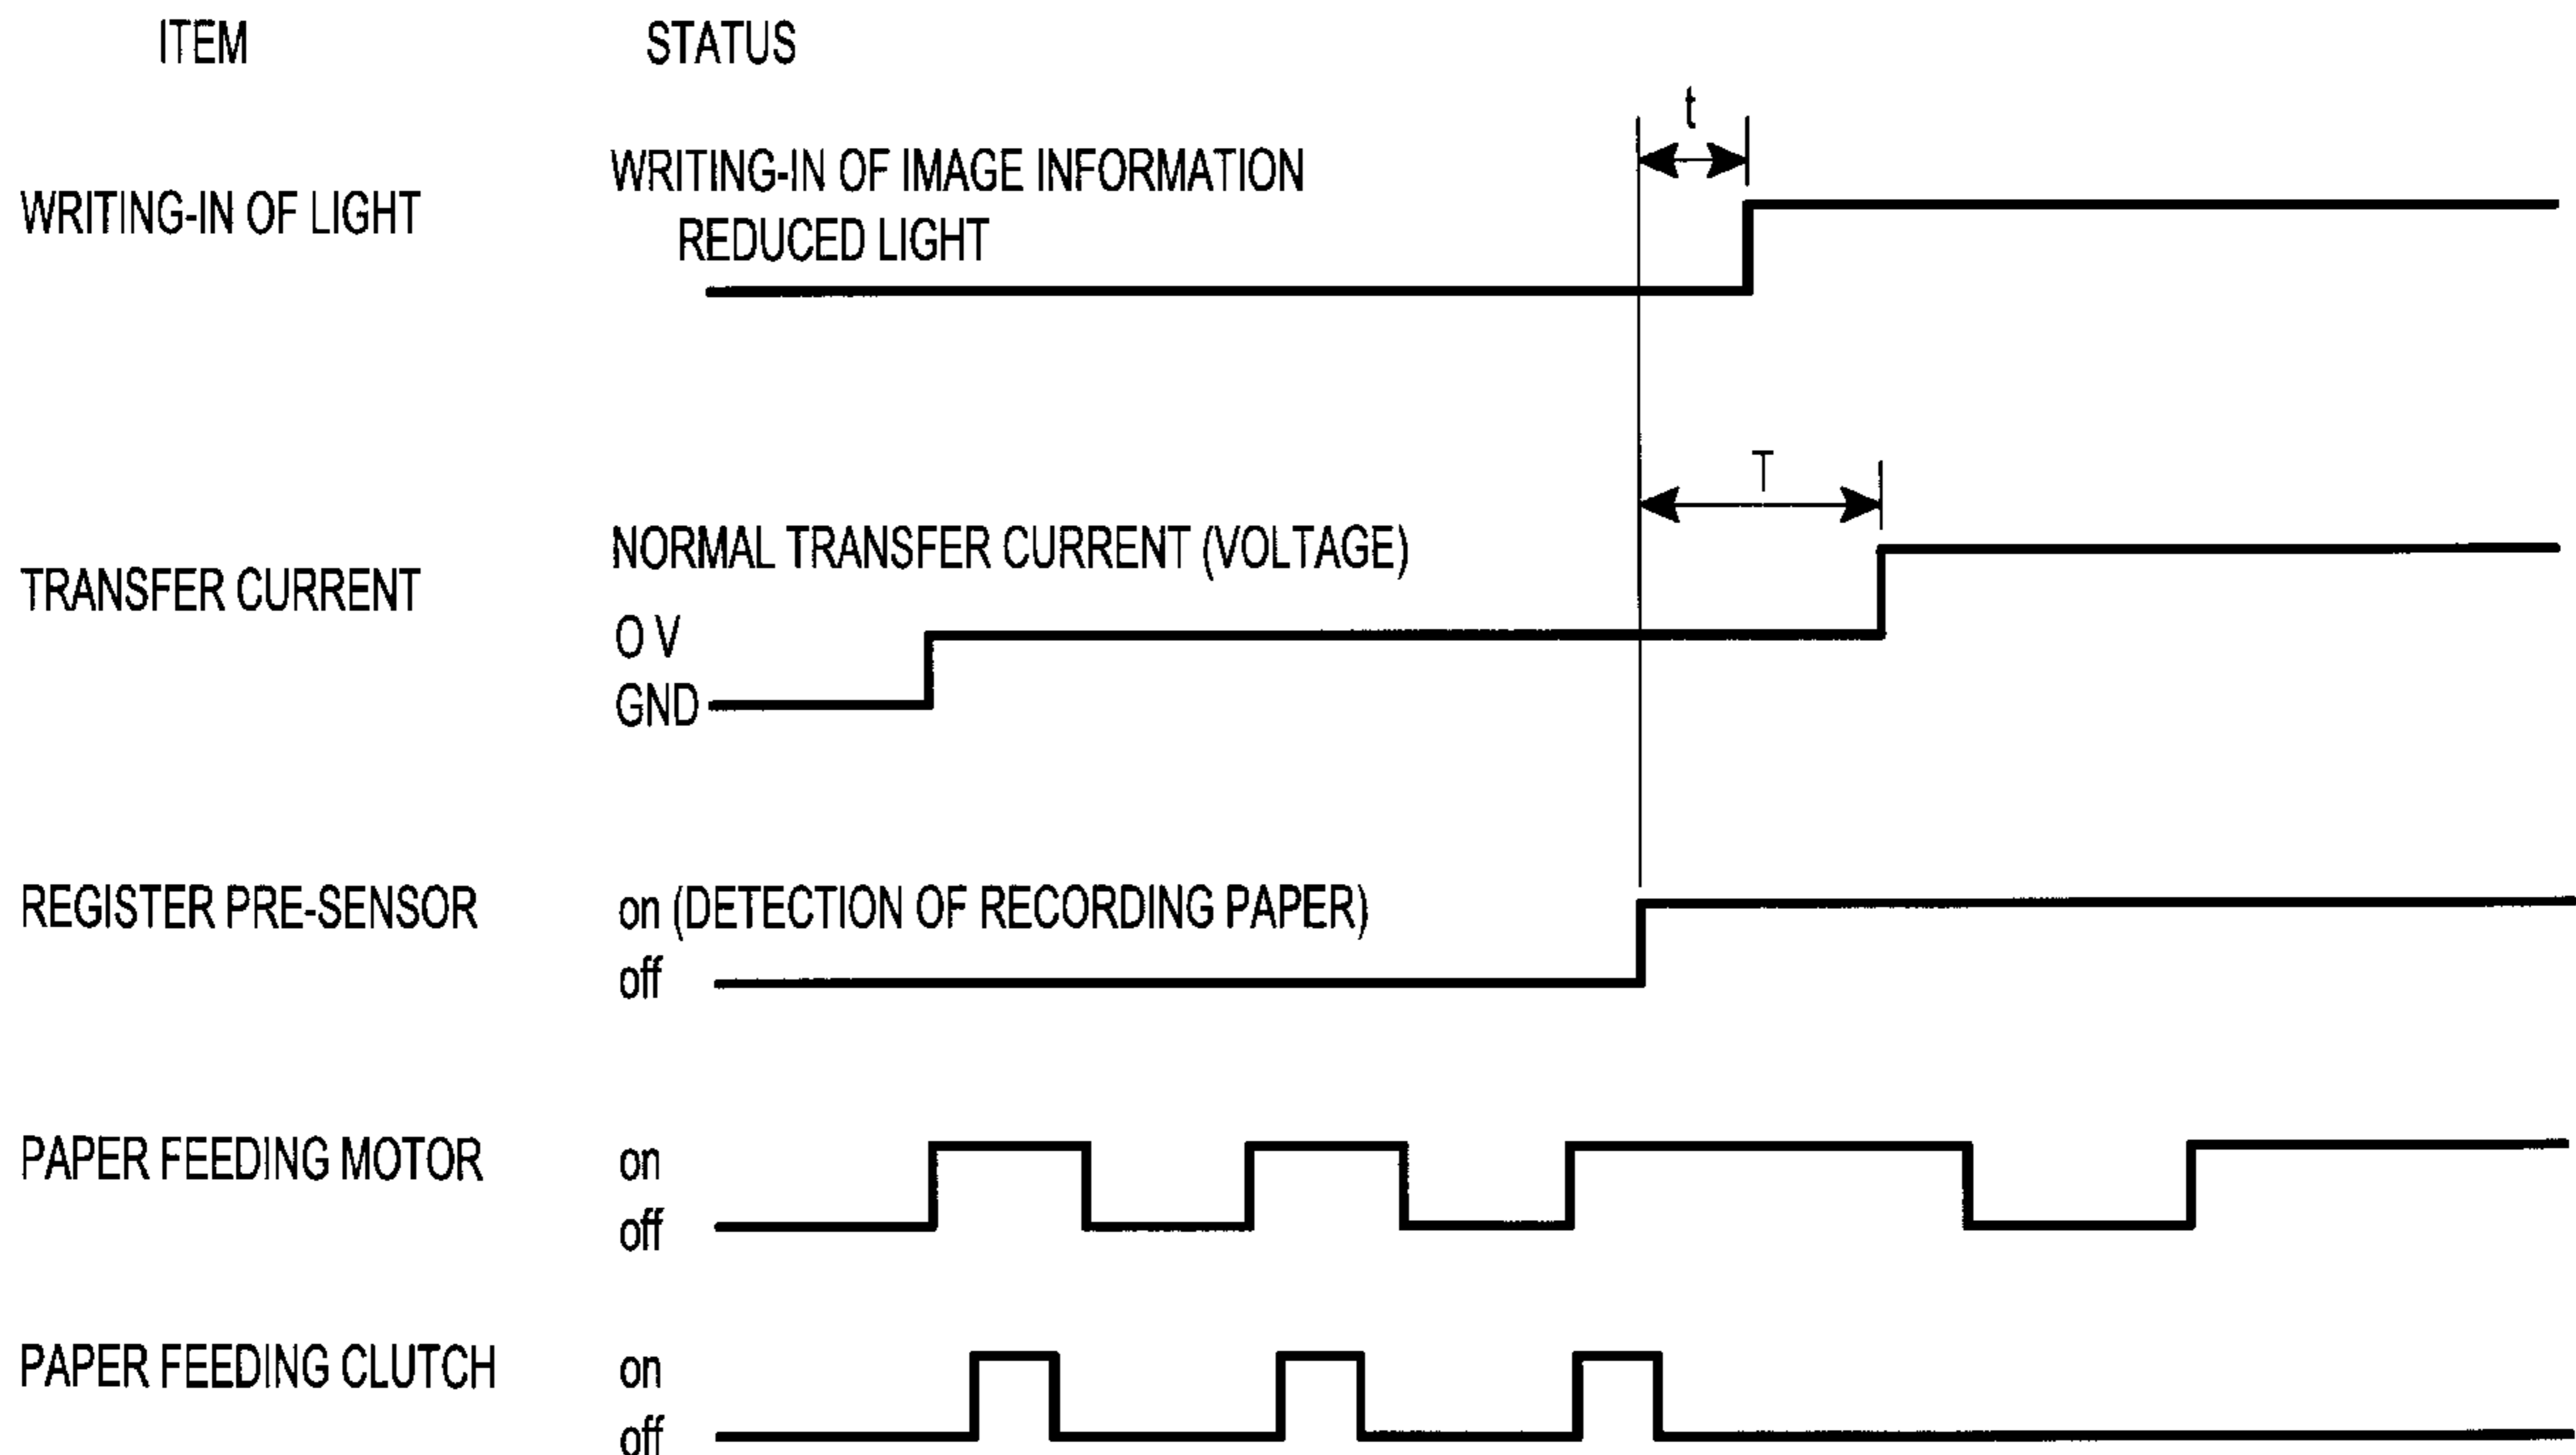 ITEM STATUS
t
WRITING-IN OF LIGHT WRITING-IN OF IMAGE INFORMATION
REDUCED LIGHT
T
TRANSFER CURRENT NORMAL TRANSFER CURRENT (VOLTAGE)
O V
GND
REGISTER PRE-SENSOR on (DETECTION OF RECORDING PAPER)
off
PAPER FEEDING MOTOR on
off
PAPER FEEDING CLUTCH on
off